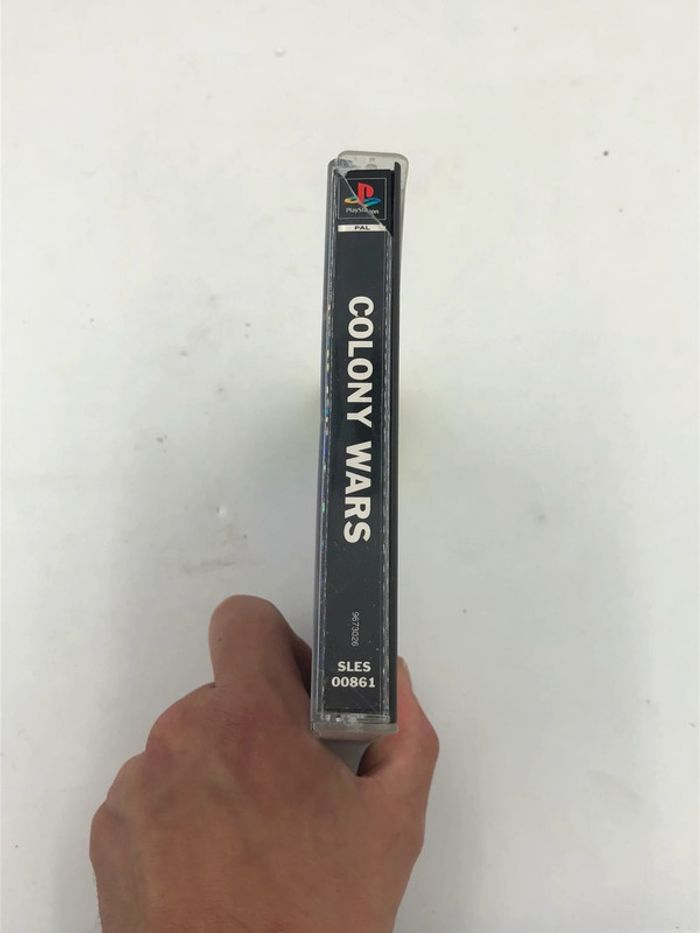 PlayStation
PAL
COLONY WARS
9673026
SLES
00861